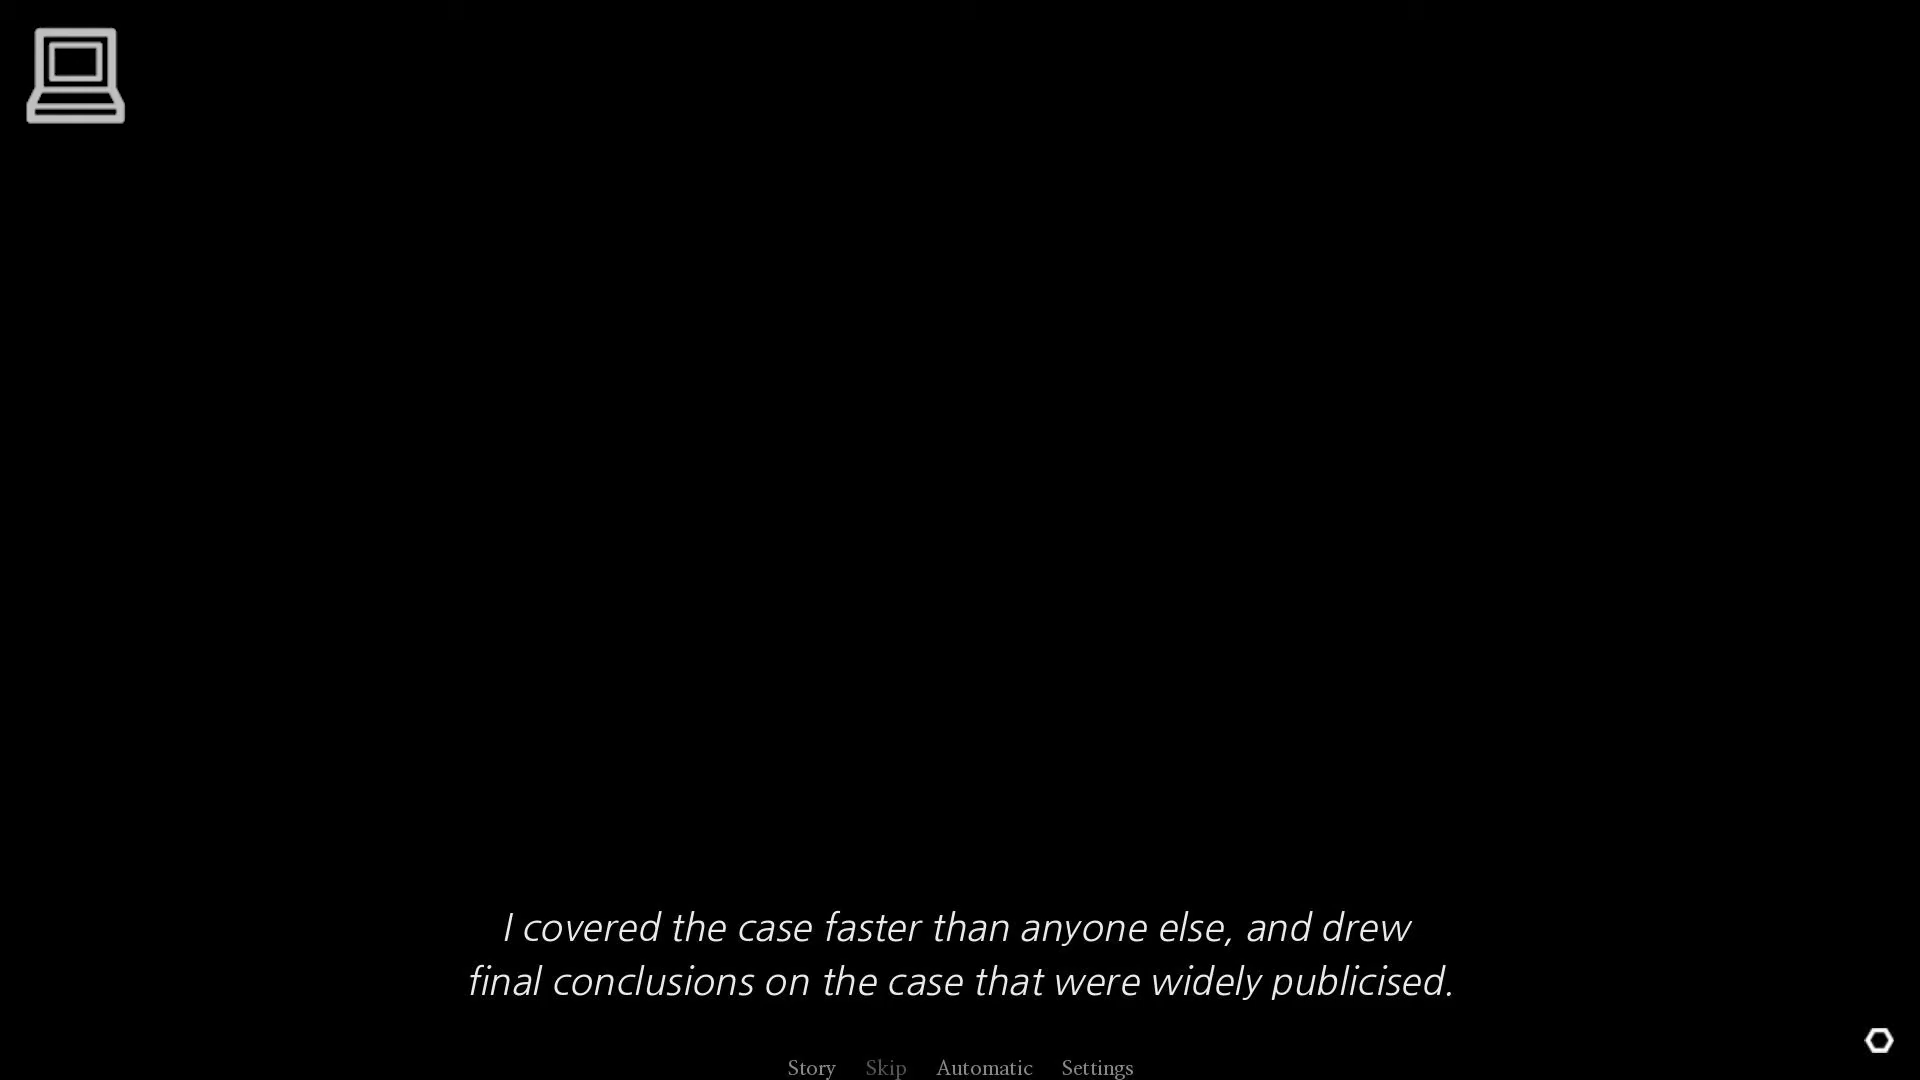 I covered the case faster than anyone else, and drew
final conclusions on the case that were widely publicised.
Story Skip Automatic Settings